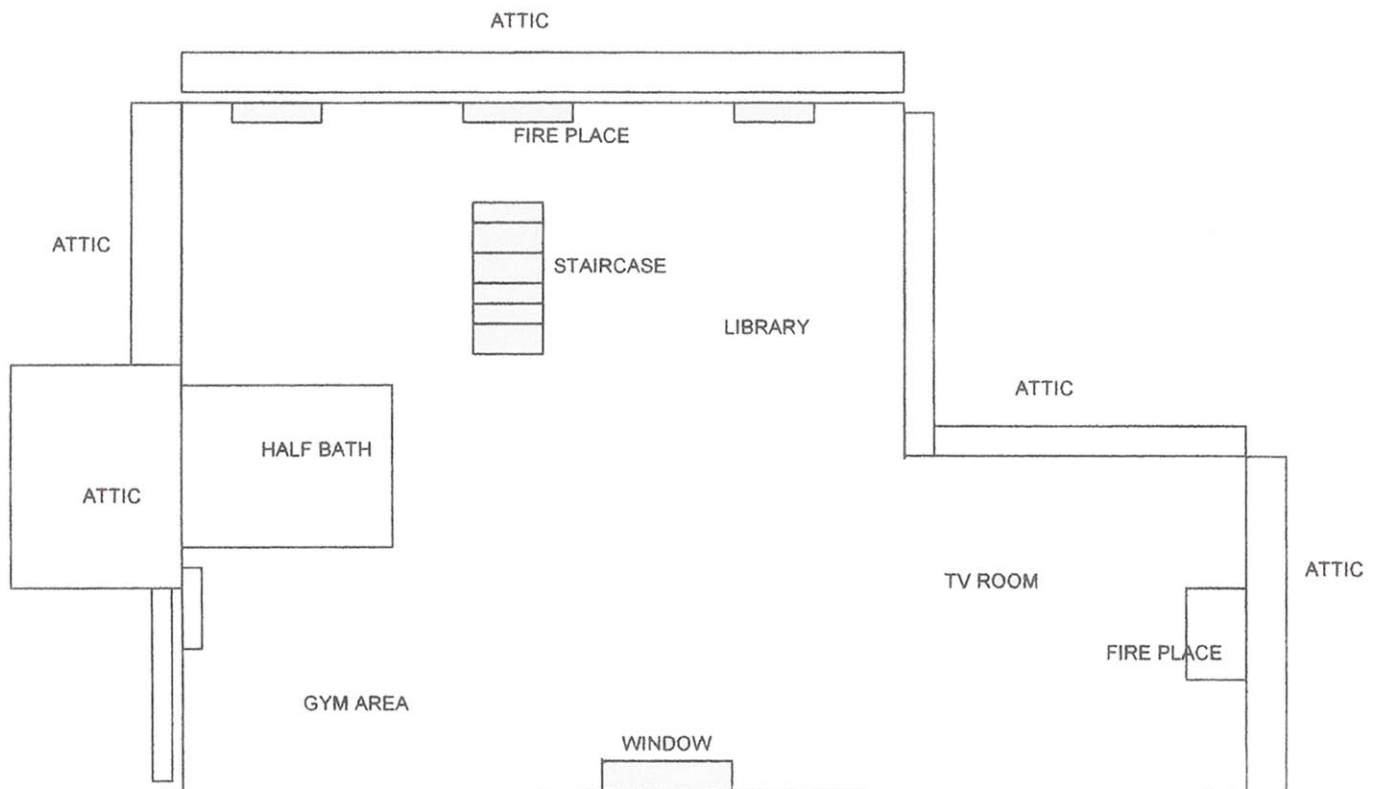 ATTIC
FIRE PLACE
ATTIC
STAIRCASE
LIBRARY
ATTIC
HALF BATH
ATTIC
TV ROOM
ATTIC
FIRE PLACE
GYM AREA
WINDOW